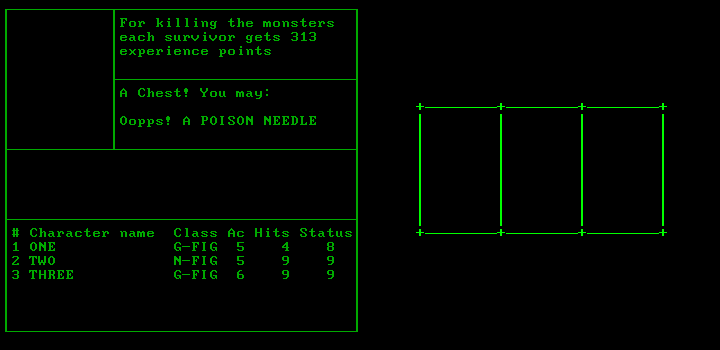 For killing the monsters
each survivor gets 313
experience points
A Chest! You may:
Oopps! A POISON NEEDLE
# Character name  Class Ac Hits Status
1 ONE             G-FIG  5    4    8
2 TWO             N-FIG  5    9    9
3 THREE           G-FIG  6    9    9